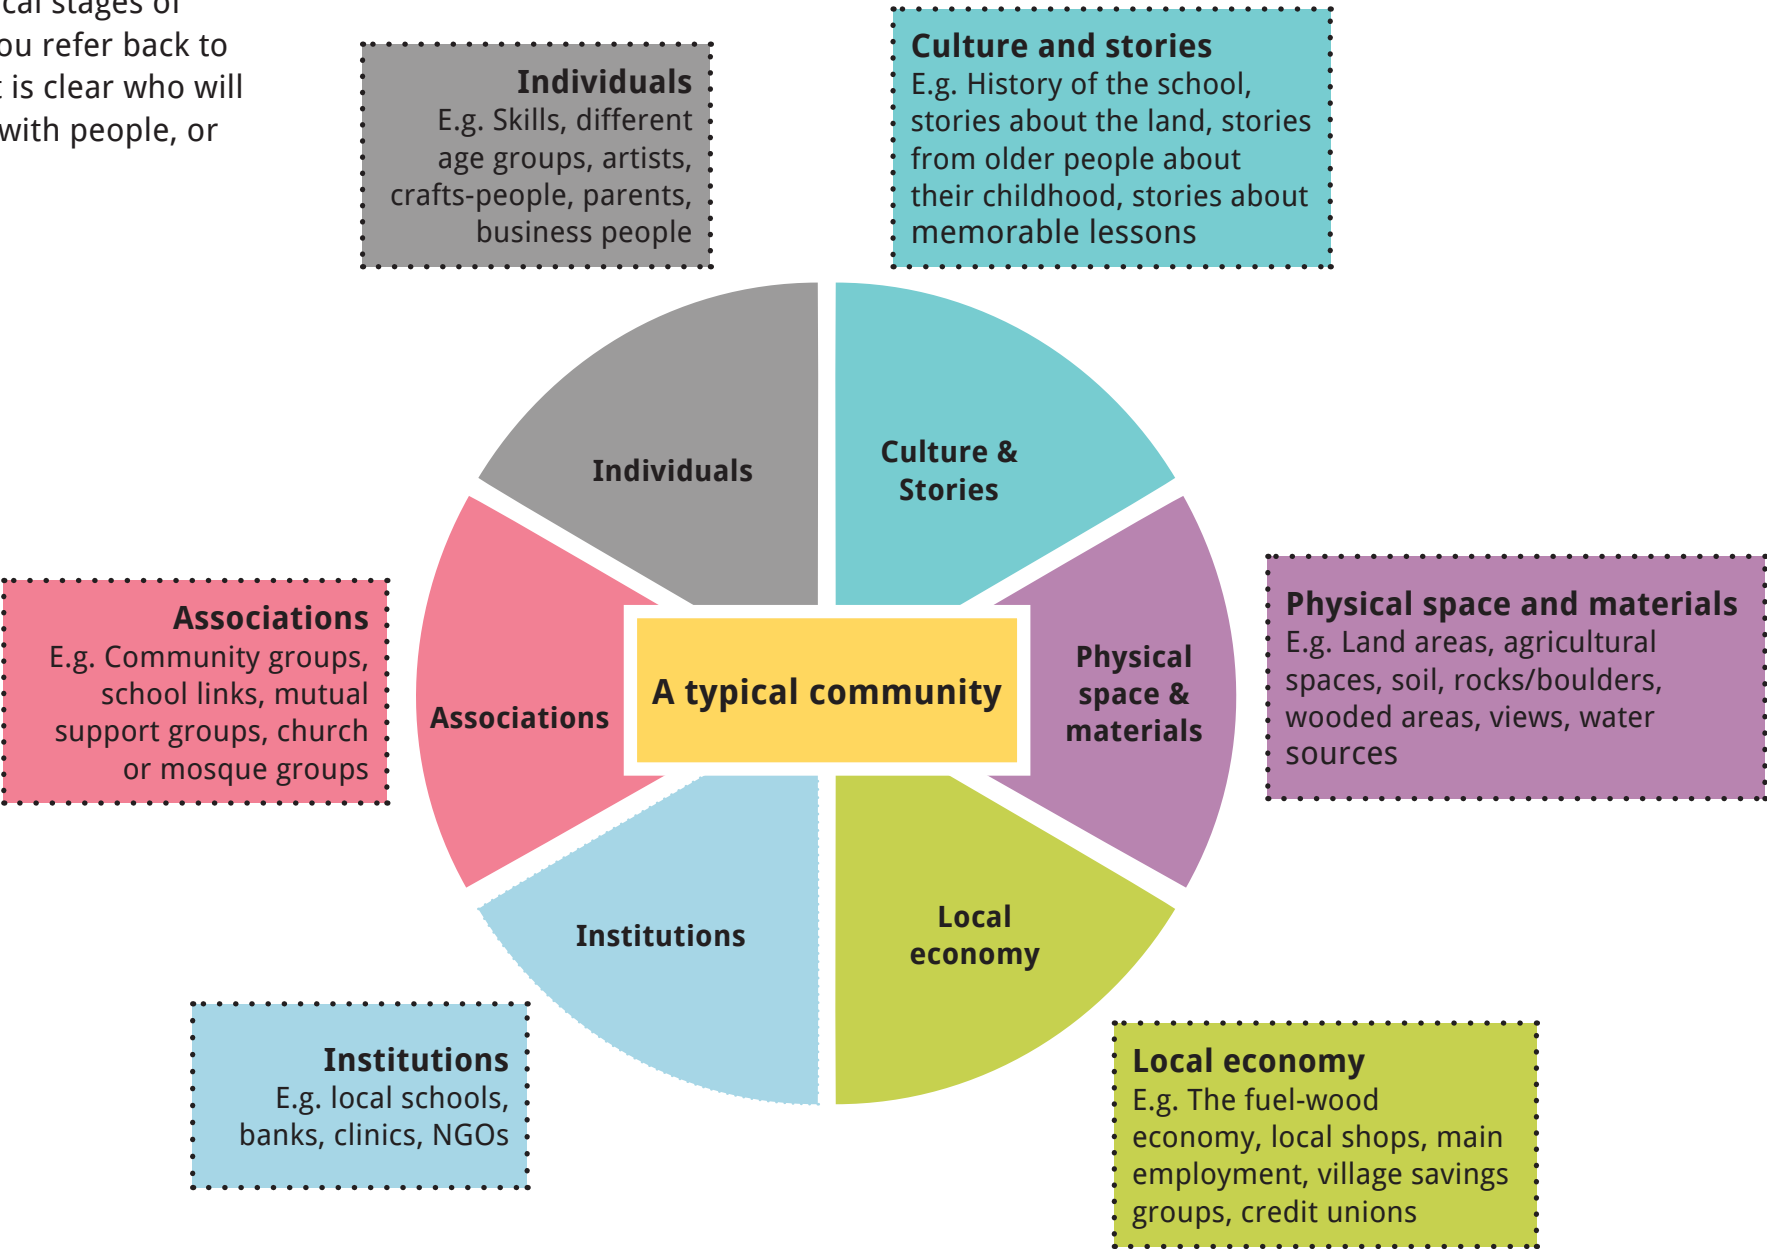 cal stages of
ou refer back to
t is clear who will
with people, or
Individuals
E.g. Skills, different
age groups, artists,
crafts-people, parents,
business people
Culture and stories
E.g. History of the school,
stories about the land, stories
from older people about
their childhood, stories about
memorable lessons
Individuals
Culture &
Stories
Associations
E.g. Community groups,
school links, mutual
support groups, church
or mosque groups
Associations
A typical community
Physical
space &
materials
Physical space and materials
E.g. Land areas, agricultural
spaces, soil, rocks/boulders,
wooded areas, views, water
sources
Institutions
Local
economy
Institutions
E.g. local schools,
banks, clinics, NGOs
Local economy
E.g. The fuel-wood
economy, local shops, main
employment, village savings
groups, credit unions